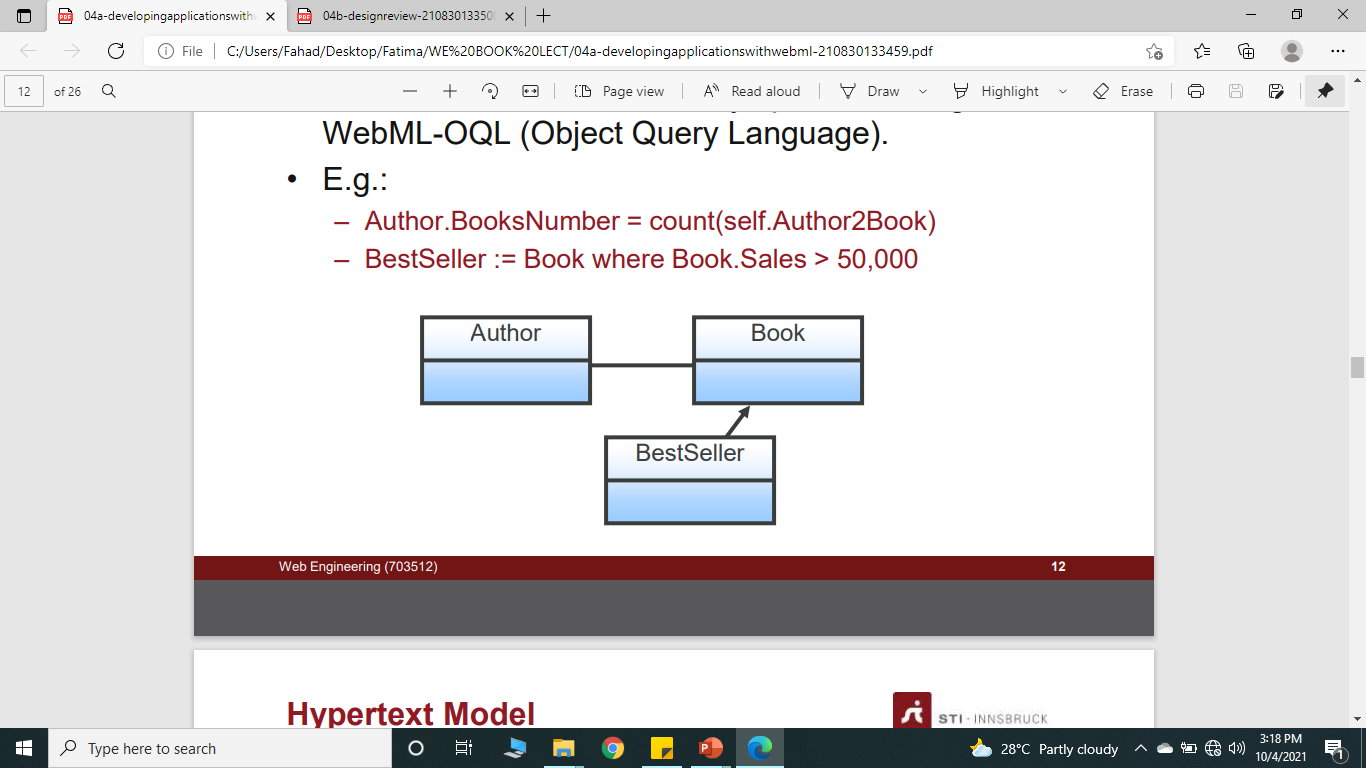 04a-developingapplicationswithw
04b-designreview-2108301335
File
C:/Users/Fahad/Desktop/Fatima/WE%20BOOK%20LECT/04a-developingapplicationswithwebml-210830133459.pdf
12 of 26
Page view
Read aloud
Draw
Highlight
Erase
WebML-OQL (Object Query Language).
• E.g.:
– Author.BooksNumber = count(self.Author2Book)
– BestSeller := Book where Book.Sales > 50,000
Author
Book
BestSeller
Web Engineering (703512)
12
Hypertext Model
STI · INNSBRUCK
Type here to search
28°C Partly cloudy
3:18 PM
10/4/2021
1